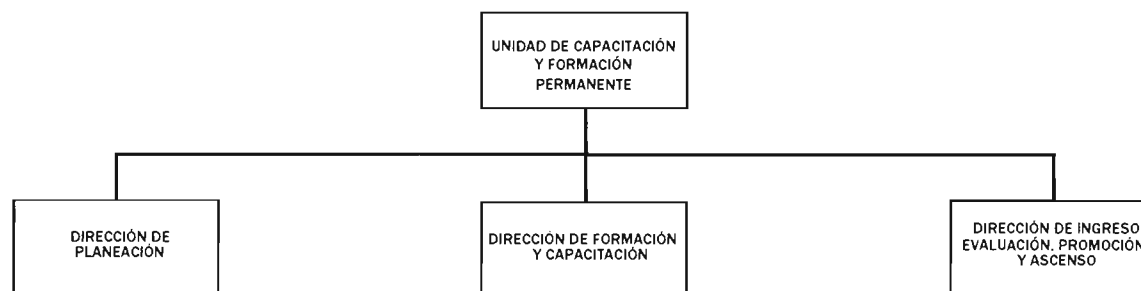 UNIDAD DE CAPACITACIÓN
Y FORMACIÓN
PERMANENTE
DIRECCIÓN DE
PLANEACIÓN
DIRECCIÓN DE FORMACIÓN
Y CAPACITACIÓN
DIRECCIÓN DE INGRESO
EVALUACIÓN, PROMOCIÓN
Y ASCENSO